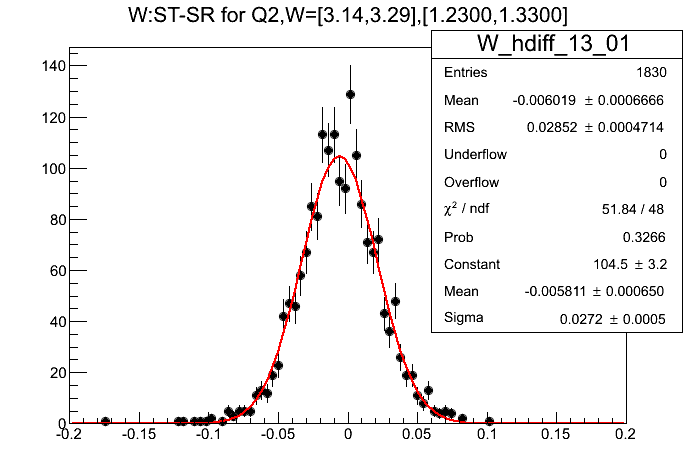 W:ST-SR for Q2,W=[3.14,3.29],[1.2300,1.3300]
W_hdiff_13_01
Entries 1830
Mean -0.006019 ± 0.0006666
RMS 0.02852 ± 0.0004714
Underflow 0
Overflow 0
χ² / ndf 51.84 / 48
Prob 0.3266
Constant 104.5 ± 3.2
Mean -0.005811 ± 0.000650
Sigma 0.0272 ± 0.0005
140
120
100
80
60
40
20
0
-0.2 -0.15 -0.1 -0.05 0 0.05 0.1 0.15 0.2